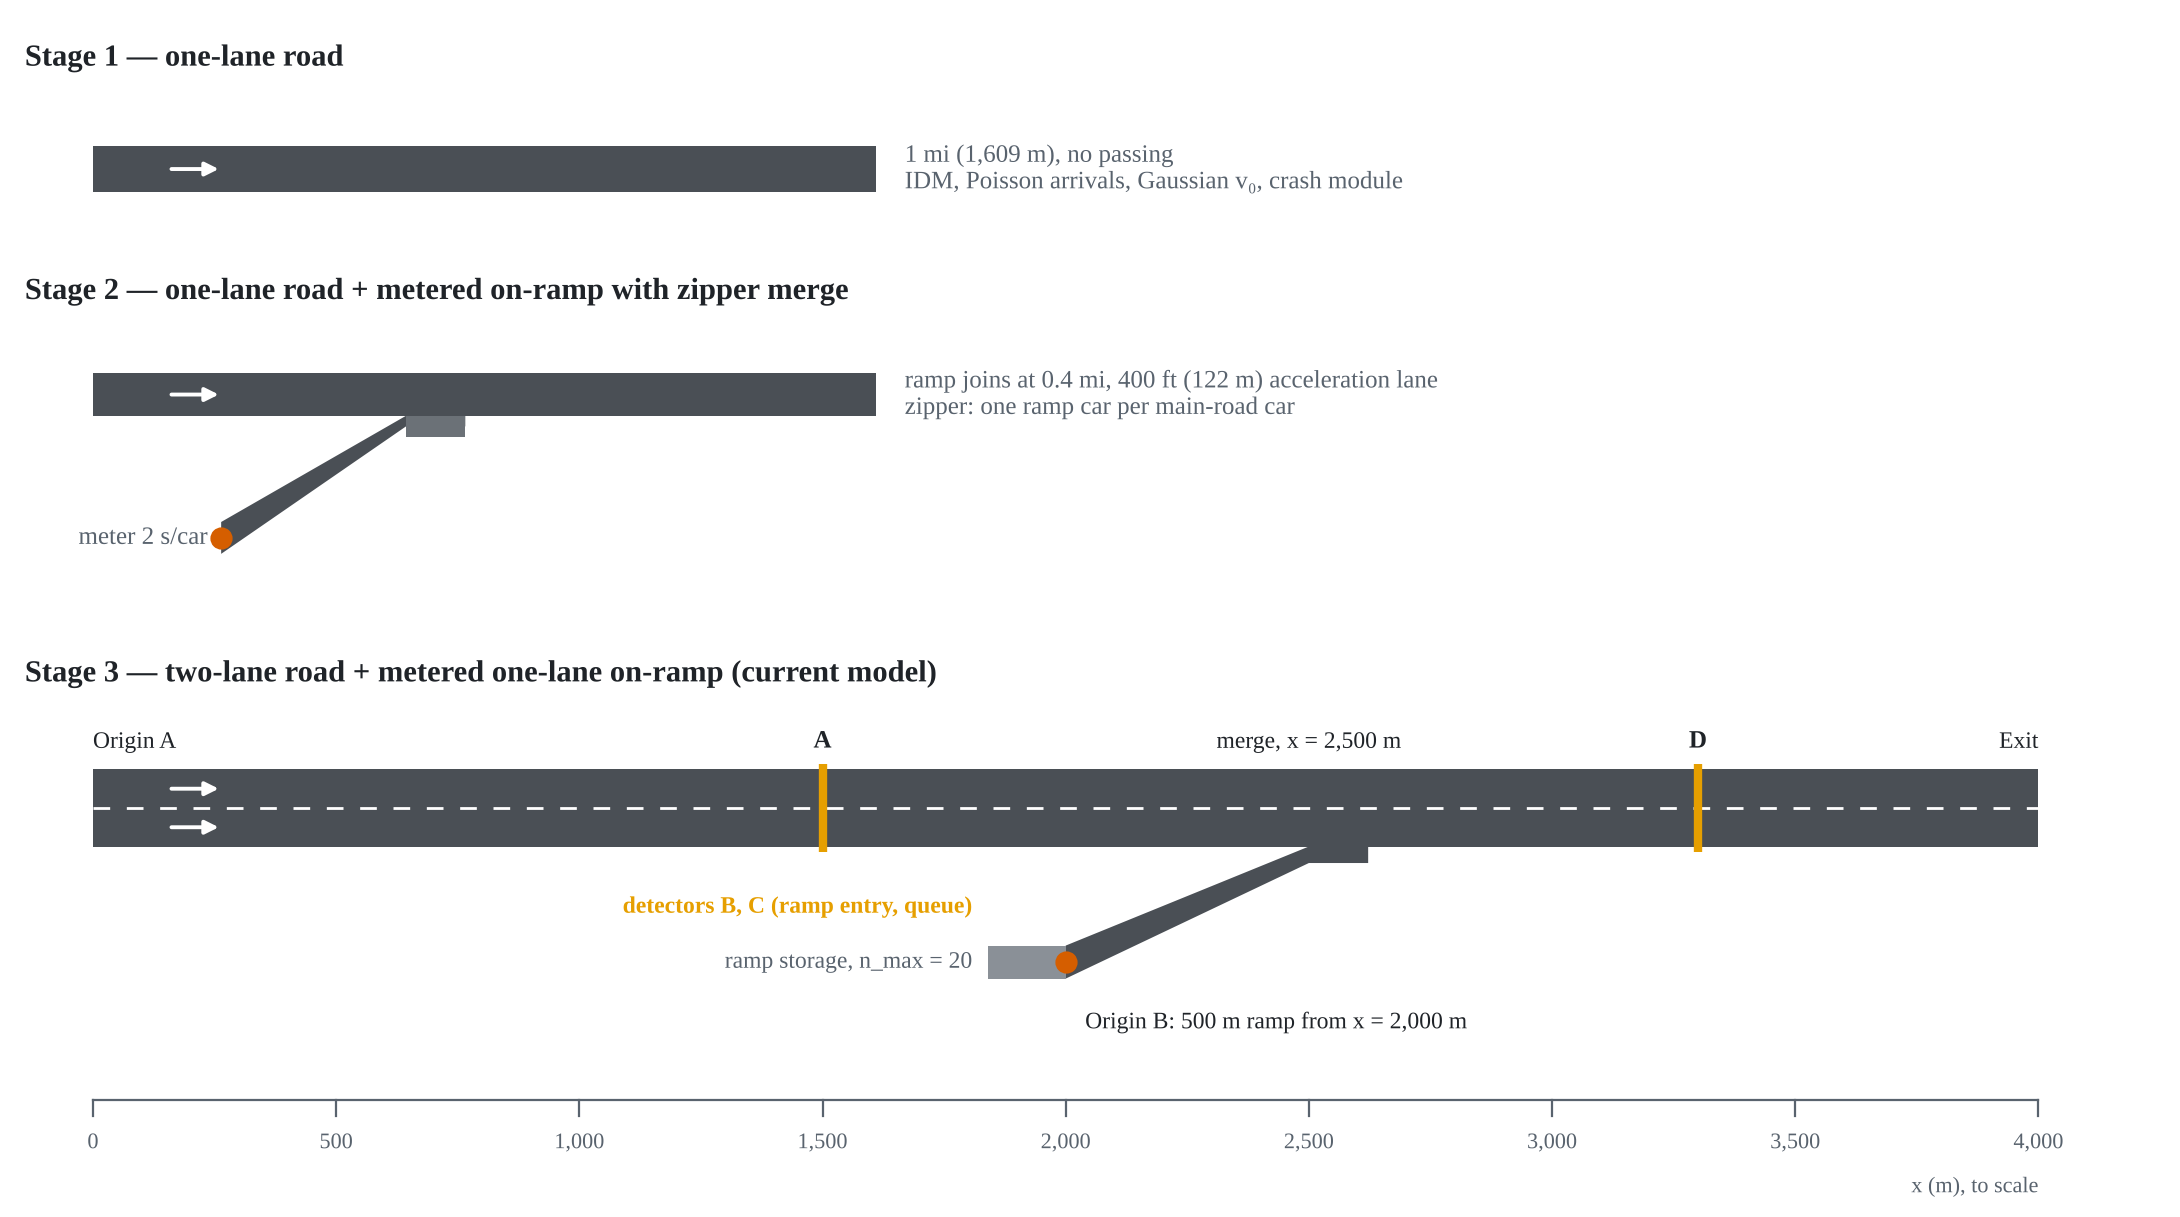 Stage 1 — one-lane road
1 mi (1,609 m), no passing
IDM, Poisson arrivals, Gaussian v₀, crash module
Stage 2 — one-lane road + metered on-ramp with zipper merge
ramp joins at 0.4 mi, 400 ft (122 m) acceleration lane
zipper: one ramp car per main-road car
meter 2 s/car
Stage 3 — two-lane road + metered one-lane on-ramp (current model)
Origin A
A
merge, x = 2,500 m
D
Exit
detectors B, C (ramp entry, queue)
ramp storage, n_max = 20
Origin B: 500 m ramp from x = 2,000 m
0 500 1,000 1,500 2,000 2,500 3,000 3,500 4,000
x (m), to scale